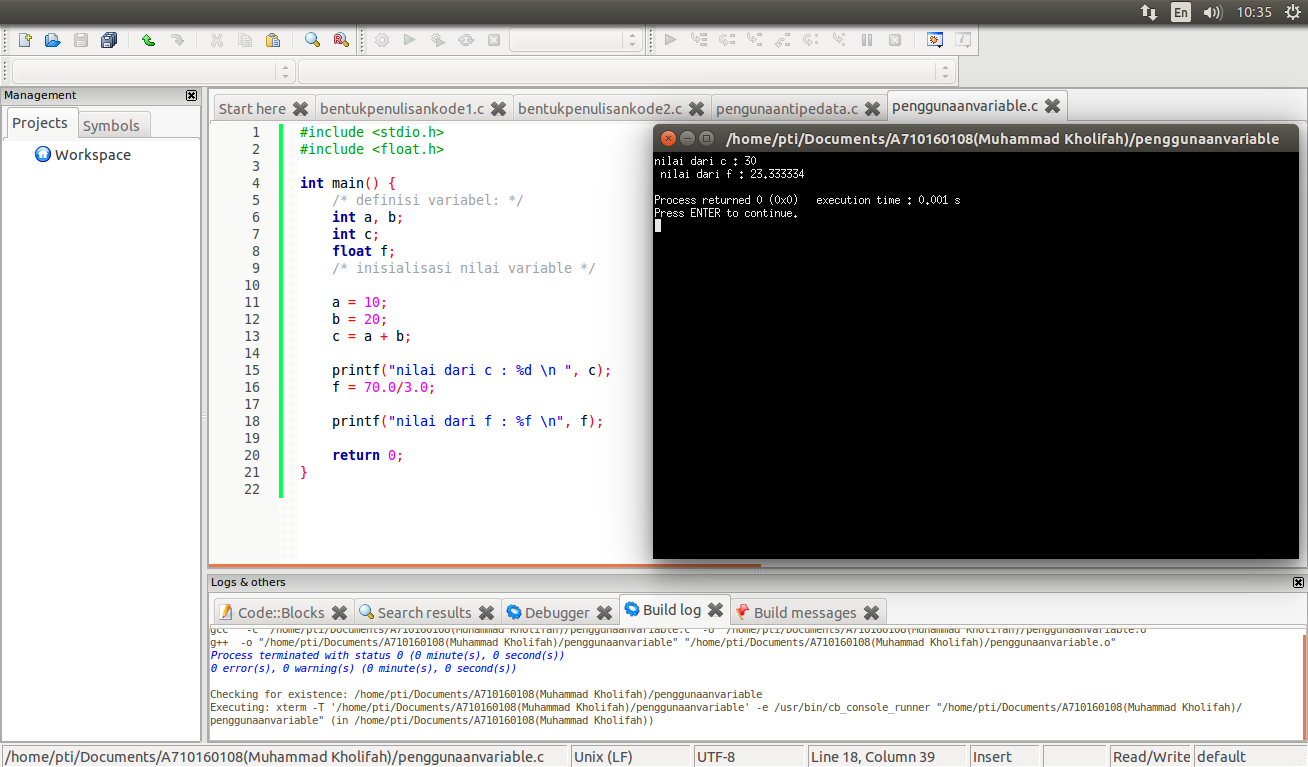 En 10:35
Management
Projects Symbols
Workspace
Start here bentukpenulisankode1.c bentukpenulisankode2.c pengunaantipedata.c penggunaanvariable.c
1 #include <stdio.h>
2 #include <float.h>
3
4 int main() {
5 /* definisi variabel: */
6 int a, b;
7 int c;
8 float f;
9 /* inisialisasi nilai variable */
10
11 a = 10;
12 b = 20;
13 c = a + b;
14
15 printf("nilai dari c : %d \n ", c);
16 f = 70.0/3.0;
17
18 printf("nilai dari f : %f \n", f);
19
20 return 0;
21 }
22
/home/pti/Documents/A710160108(Muhammad Kholifah)/penggunaanvariable
nilai dari c : 30
nilai dari f : 23.333334
Process returned 0 (0x0) execution time : 0.001 s
Press ENTER to continue.
Logs & others
Code::Blocks Search results Debugger Build log Build messages
gcc -c "/home/pti/Documents/A710160108(Muhammad Kholifah)/penggunaanvariable.c" -o "/home/pti/Documents/A710160108(Muhammad Kholifah)/penggunaanvariable.o"
g++ -o "/home/pti/Documents/A710160108(Muhammad Kholifah)/penggunaanvariable" "/home/pti/Documents/A710160108(Muhammad Kholifah)/penggunaanvariable.o"
Process terminated with status 0 (0 minute(s), 0 second(s))
0 error(s), 0 warning(s) (0 minute(s), 0 second(s))
Checking for existence: /home/pti/Documents/A710160108(Muhammad Kholifah)/penggunaanvariable
Executing: xterm -T '/home/pti/Documents/A710160108(Muhammad Kholifah)/penggunaanvariable' -e /usr/bin/cb_console_runner "/home/pti/Documents/A710160108(Muhammad Kholifah)/
penggunaanvariable" (in /home/pti/Documents/A710160108(Muhammad Kholifah))
/home/pti/Documents/A710160108(Muhammad Kholifah)/penggunaanvariable.c Unix (LF) UTF-8 Line 18, Column 39 Insert Read/Write default